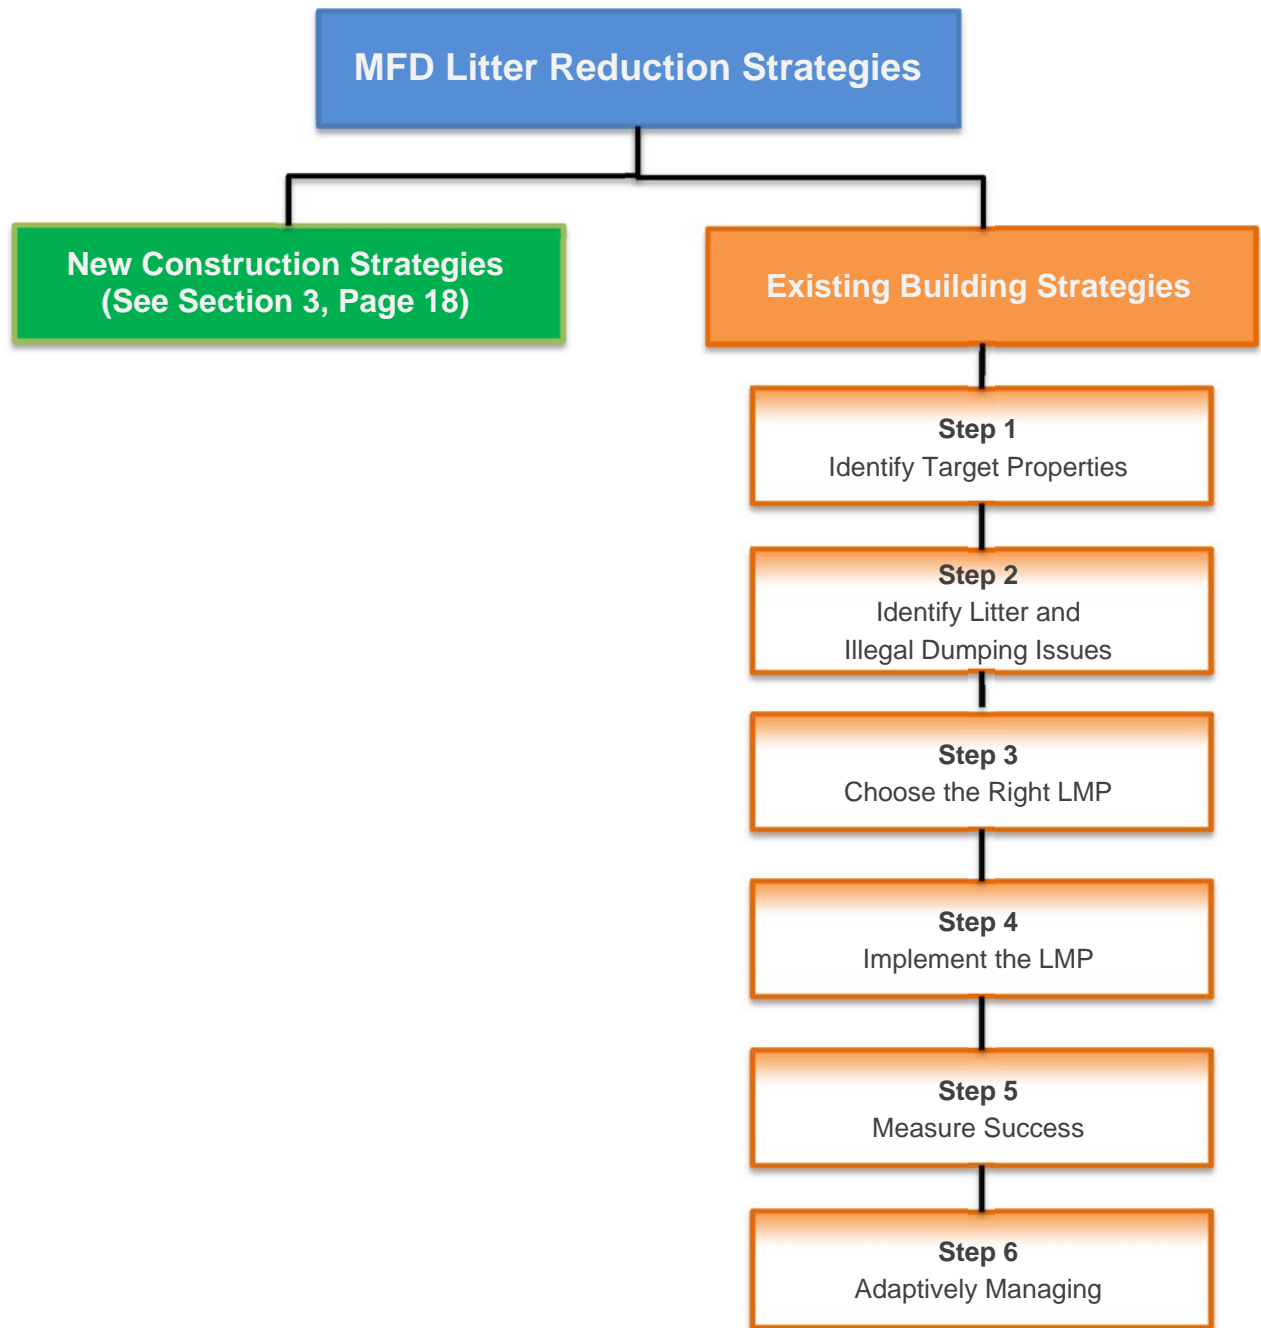 MFD Litter Reduction Strategies
New Construction Strategies
(See Section 3, Page 18)
Existing Building Strategies
Step 1
Identify Target Properties
Step 2
Identify Litter and
Illegal Dumping Issues
Step 3
Choose the Right LMP
Step 4
Implement the LMP
Step 5
Measure Success
Step 6
Adaptively Managing